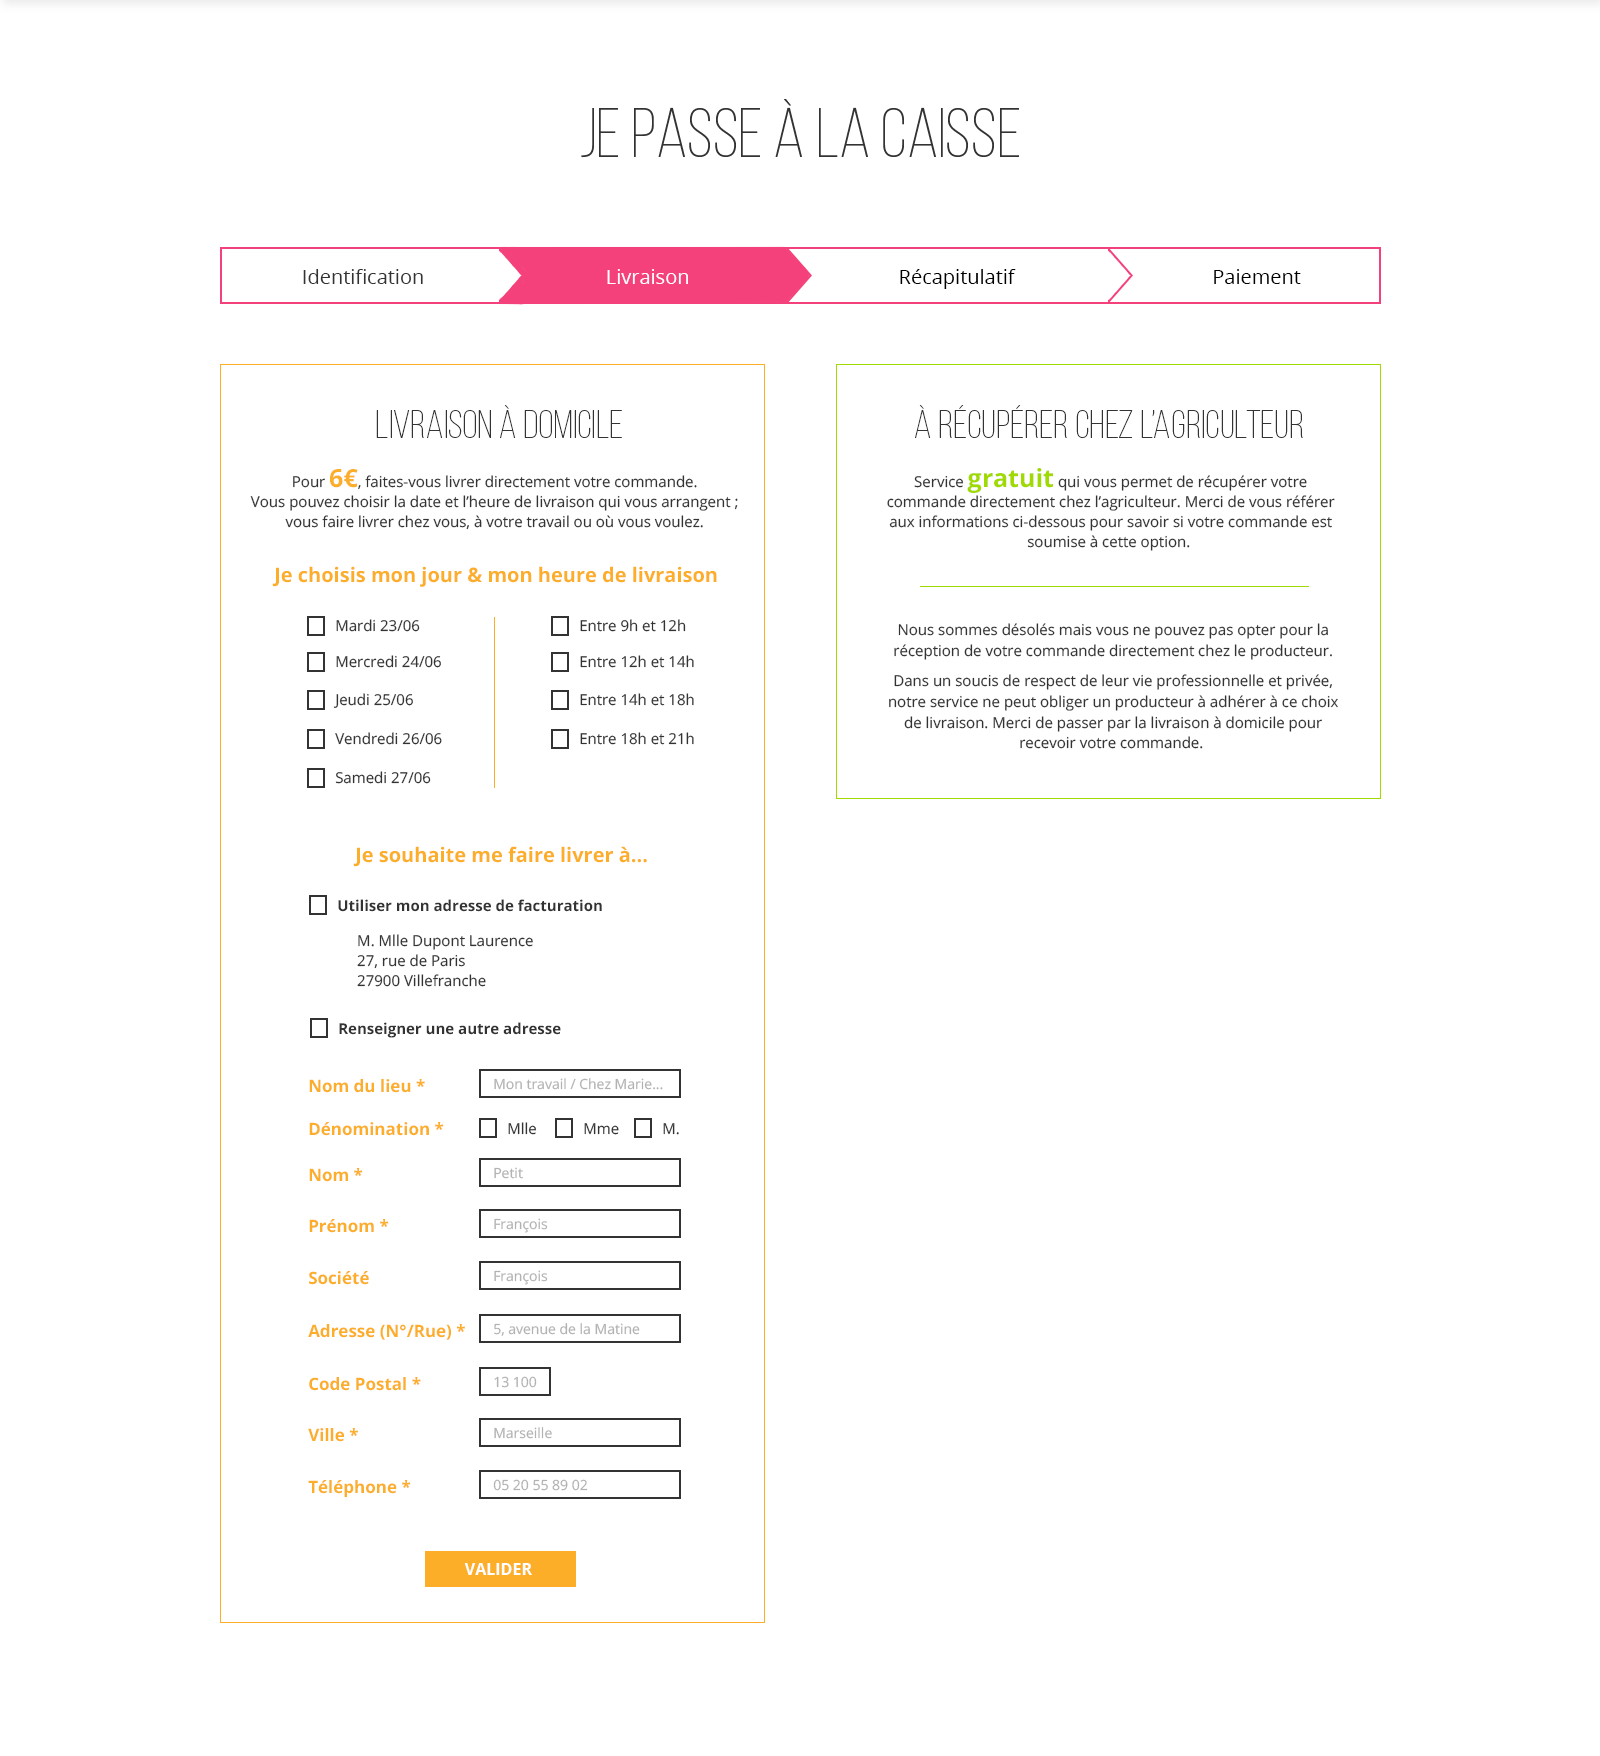 JE PASSE À LA CAISSE
Identification
Livraison
Récapitulatif
Paiement
LIVRAISON À DOMICILE
Pour 6€, faites-vous livrer directement votre commande.
Vous pouvez choisir la date et l'heure de livraison qui vous arrangent ;
vous faire livrer chez vous, à votre travail ou où vous voulez.
Je choisis mon jour & mon heure de livraison
Mardi 23/06
Mercredi 24/06
Jeudi 25/06
Vendredi 26/06
Samedi 27/06
Entre 9h et 12h
Entre 12h et 14h
Entre 14h et 18h
Entre 18h et 21h
Je souhaite me faire livrer à...
Utiliser mon adresse de facturation
M. Mlle Dupont Laurence
27, rue de Paris
27900 Villefranche
Renseigner une autre adresse
Nom du lieu * Mon travail / Chez Marie...
Dénomination * Mlle Mme M.
Nom * Petit
Prénom * François
Société François
Adresse (N°/Rue) * 5, avenue de la Matine
Code Postal * 13 100
Ville * Marseille
Téléphone * 05 20 55 89 02
VALIDER
À RÉCUPÉRER CHEZ L'AGRICULTEUR
Service gratuit qui vous permet de récupérer votre
commande directement chez l'agriculteur. Merci de vous référer
aux informations ci-dessous pour savoir si votre commande est
soumise à cette option.
Nous sommes désolés mais vous ne pouvez pas opter pour la
réception de votre commande directement chez le producteur.
Dans un soucis de respect de leur vie professionnelle et privée,
notre service ne peut obliger un producteur à adhérer à ce choix
de livraison. Merci de passer par la livraison à domicile pour
recevoir votre commande.